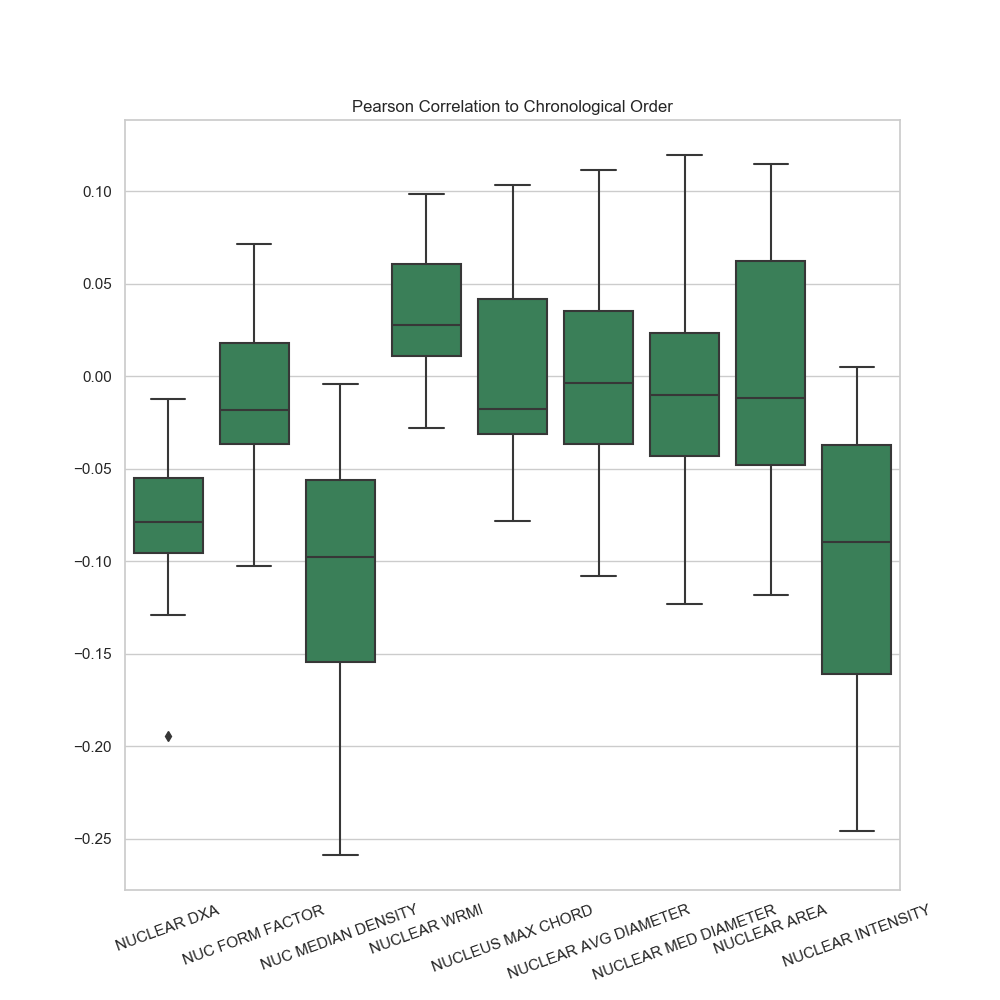 Pearson Correlation to Chronological Order
0.10
0.05
0.00
−0.05
−0.10
−0.15
−0.20
−0.25
NUCLEAR DXA
NUC FORM FACTOR
NUC MEDIAN DENSITY
NUCLEAR WRMI
NUCLEUS MAX CHORD
NUCLEAR AVG DIAMETER
NUCLEAR MED DIAMETER
NUCLEAR AREA
NUCLEAR INTENSITY